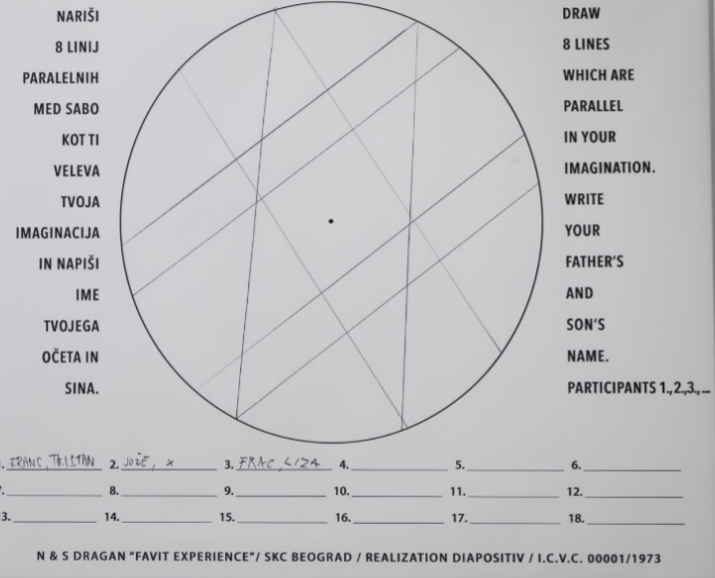 NARIŠI
8 LINIJ
PARALELNIH
MED SABO
KOT TI
VELEVA
TVOJA
IMAGINACIJA
IN NAPIŠI
IME
TVOJEGA
OČETA IN
SINA.
DRAW
8 LINES
WHICH ARE
PARALLEL
IN YOUR
IMAGINATION.
WRITE
YOUR
FATHER'S
AND
SON'S
NAME.
PARTICIPANTS 1.,2.,3.,...
. FRANC, TRISTAN 2. JOŽE, x 3. FRAC, LIZA 4. 5. 6.
. 8. 9. 10. 11. 12.
3. 14. 15. 16. 17. 18.
N & S DRAGAN "FAVIT EXPERIENCE"/ SKC BEOGRAD / REALIZATION DIAPOSITIV / I.C.V.C. 00001/1973